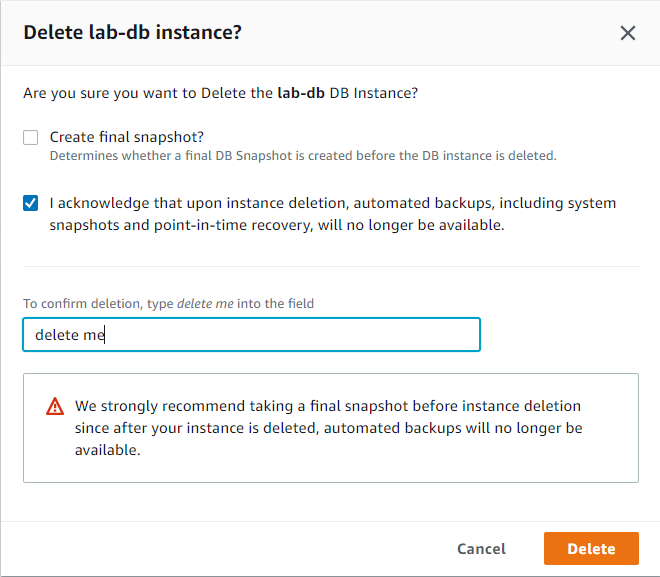 Delete lab-db instance?
Are you sure you want to Delete the lab-db DB Instance?
Create final snapshot?
Determines whether a final DB Snapshot is created before the DB instance is deleted.
I acknowledge that upon instance deletion, automated backups, including system
snapshots and point-in-time recovery, will no longer be available.
To confirm deletion, type delete me into the field
delete me
We strongly recommend taking a final snapshot before instance deletion
since after your instance is deleted, automated backups will no longer be
available.
Cancel Delete